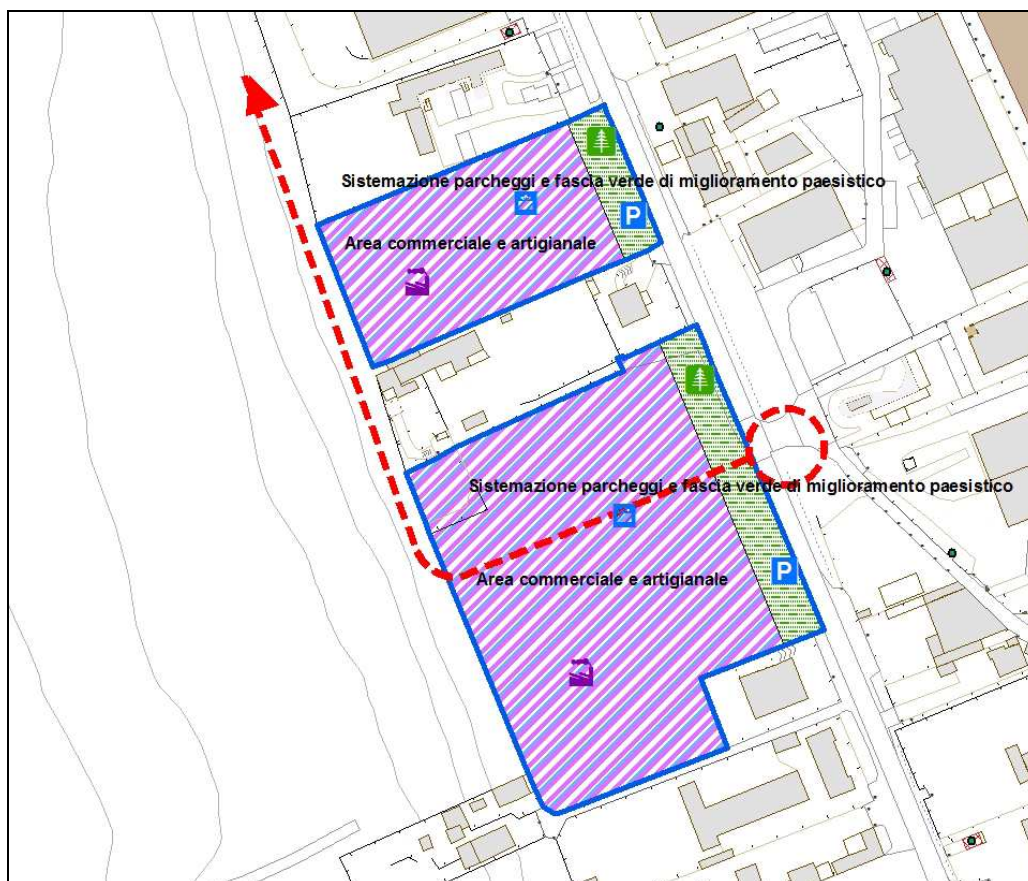 Sistemazione parcheggi e fascia verde di miglioramento paesistico
P
Area commerciale e artigianale
Sistemazione parcheggi e fascia verde di miglioramento paesistico
P
Area commerciale e artigianale